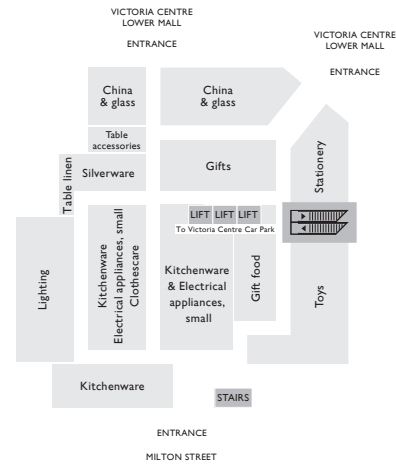 VICTORIA CENTRE
LOWER MALL
ENTRANCE
VICTORIA CENTRE
LOWER MALL
ENTRANCE
China
& glass
China
& glass
Table
accessories
Silverware
Table linen
Gifts
Stationery
LIFT LIFT LIFT
To Victoria Centre Car Park
Lighting
Kitchenware
Electrical appliances, small
Clothescare
Kitchenware
& Electrical
appliances,
small
Gift food
Toys
Kitchenware
STAIRS
ENTRANCE
MILTON STREET